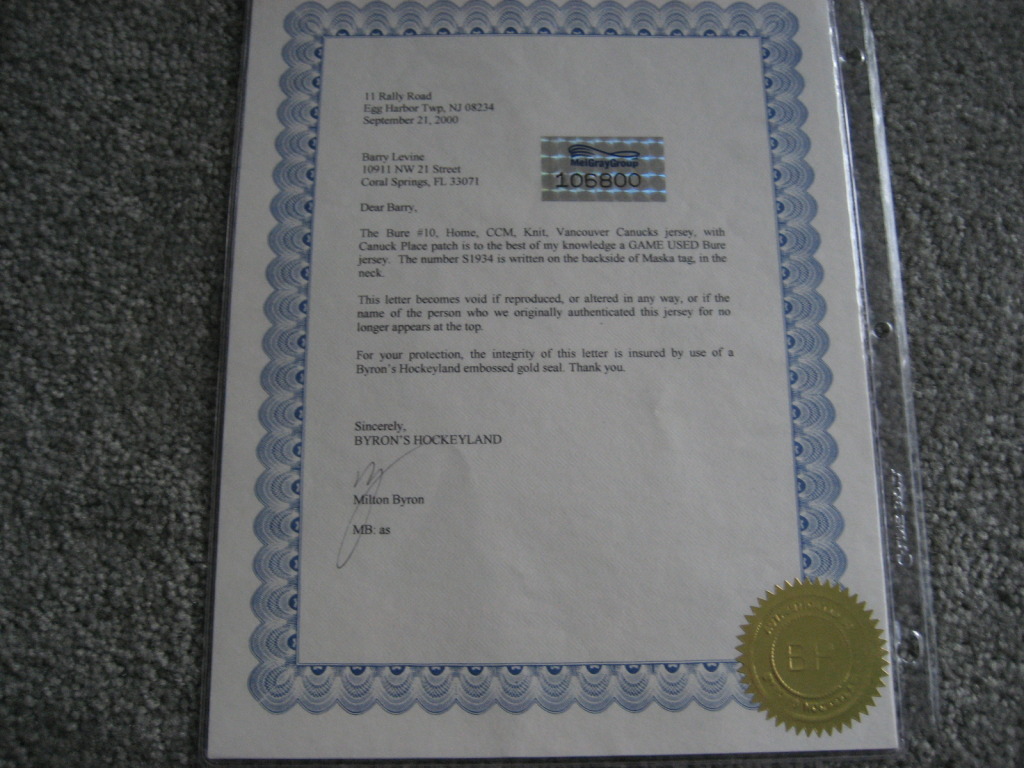 11 Rally Road
Egg Harbor Twp, NJ 08234
September 21, 2000
Barry Levine
10911 NW 21 Street
Coral Springs, FL 33071
MeiGrayGroup
106800
Dear Barry,
The Bure #10, Home, CCM, Knit, Vancouver Canucks jersey, with
Canuck Place patch is to the best of my knowledge a GAME USED Bure
jersey. The number S1934 is written on the backside of Maska tag, in the
neck.
This letter becomes void if reproduced, or altered in any way, or if the
name of the person who we originally authenticated this jersey for no
longer appears at the top.
For your protection, the integrity of this letter is insured by use of a
Byron's Hockeyland embossed gold seal. Thank you.
Sincerely,
BYRON'S HOCKEYLAND
Milton Byron
MB: as